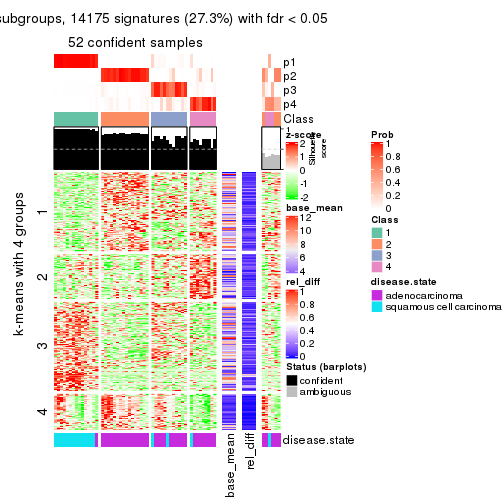 subgroups, 14175 signatures (27.3%) with fdr < 0.05
52 confident samples
p1
p2
p3
p4
Class
1
Silhouette
score
k-means with 4 groups
1
2
3
4
base_mean
rel_diff
disease.state
z-score
2
1
0
-1
-2
base_mean
12
10
8
6
4
rel_diff
1
0.8
0.6
0.4
0.2
0
Status (barplots)
confident
ambiguous
Prob
1
0.8
0.6
0.4
0.2
0
Class
1
2
3
4
disease.state
adenocarcinoma
squamous cell carcinoma